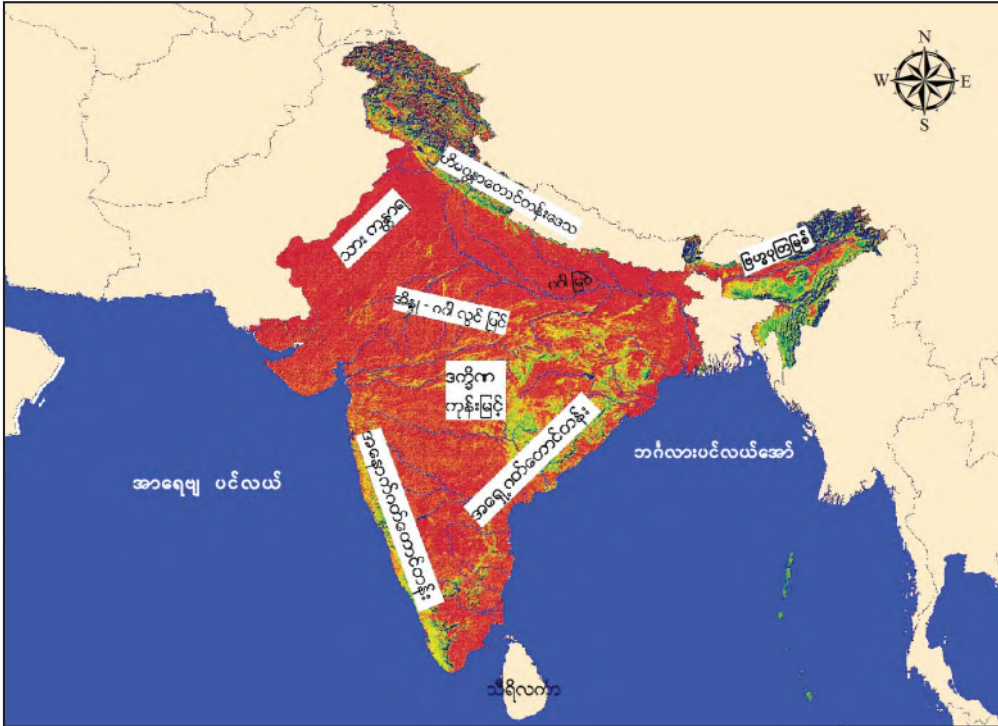 N
W E
S
ဟိမဝန္တာတောင်တန်းဒေသ
သား ကန္တာရ
ဗြဟ္မပုတြမြစ်
ဂင်္ဂါ မြစ်
အိန္ဒု - ဂင်္ဂါ လွင် ပြင်
ဒက္ခိဏ
ကုန်းမြင့်
အနောက်ဂတ်တောင်တန်း
အရှေ့ဂတ်တောင်တန်း
ဘင်္ဂလားပင်လယ်အော်
အာရေဗျ ပင်လယ်
သီရိလင်္ကာ